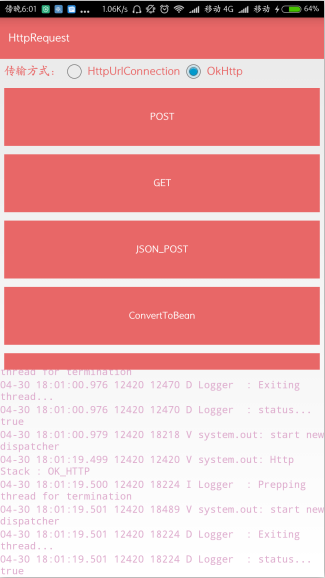 傍晚6:01 ... 1.06K/s 移动 4G 移动 64%
HttpRequest
传输方式: HttpUrlConnection OkHttp
POST
GET
JSON_POST
ConvertToBean
thread for termination
04-30 18:01:00.976 12420 12470 D Logger : Exiting
thread...
04-30 18:01:00.976 12420 12470 D Logger : status...
true
04-30 18:01:00.979 12420 18218 V system.out: start new
dispatcher
04-30 18:01:19.499 12420 12420 V system.out: Http
Stack : OK_HTTP
04-30 18:01:19.500 12420 18224 I Logger : Prepping
thread for termination
04-30 18:01:19.501 12420 18489 V system.out: start new
dispatcher
04-30 18:01:19.501 12420 18224 D Logger : Exiting
thread...
04-30 18:01:19.501 12420 18224 D Logger : status...
true